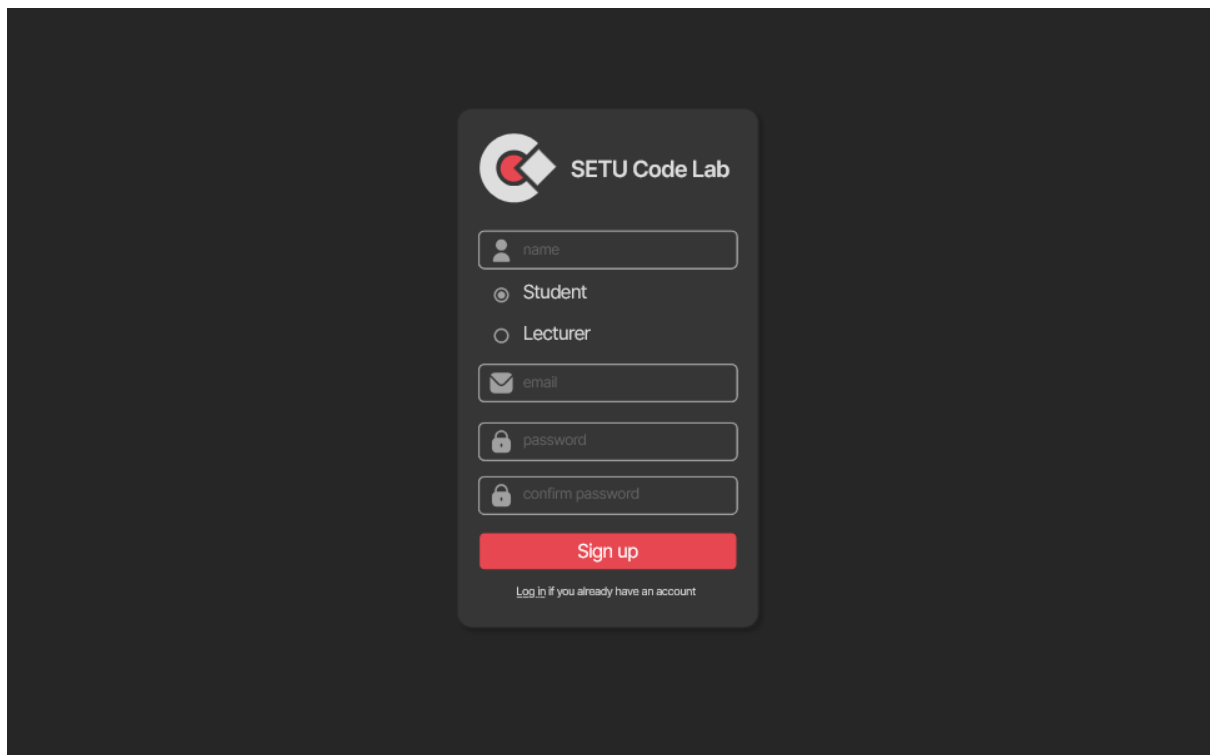 SETU Code Lab
name
Student
Lecturer
email
password
confirm password
Sign up
Log in if you already have an account